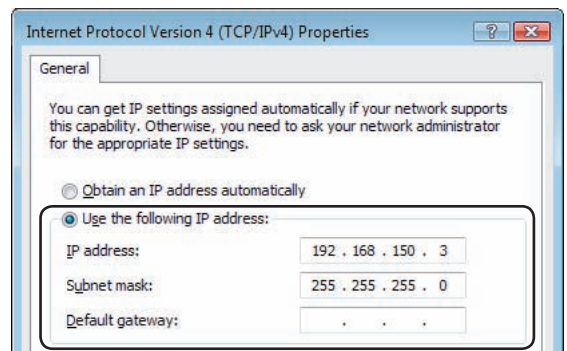 Internet Protocol Version 4 (TCP/IPv4) Properties
General
You can get IP settings assigned automatically if your network supports
this capability. Otherwise, you need to ask your network administrator
for the appropriate IP settings.
Obtain an IP address automatically
Use the following IP address:
IP address: 192 . 168 . 150 . 3
Subnet mask: 255 . 255 . 255 . 0
Default gateway: . . .